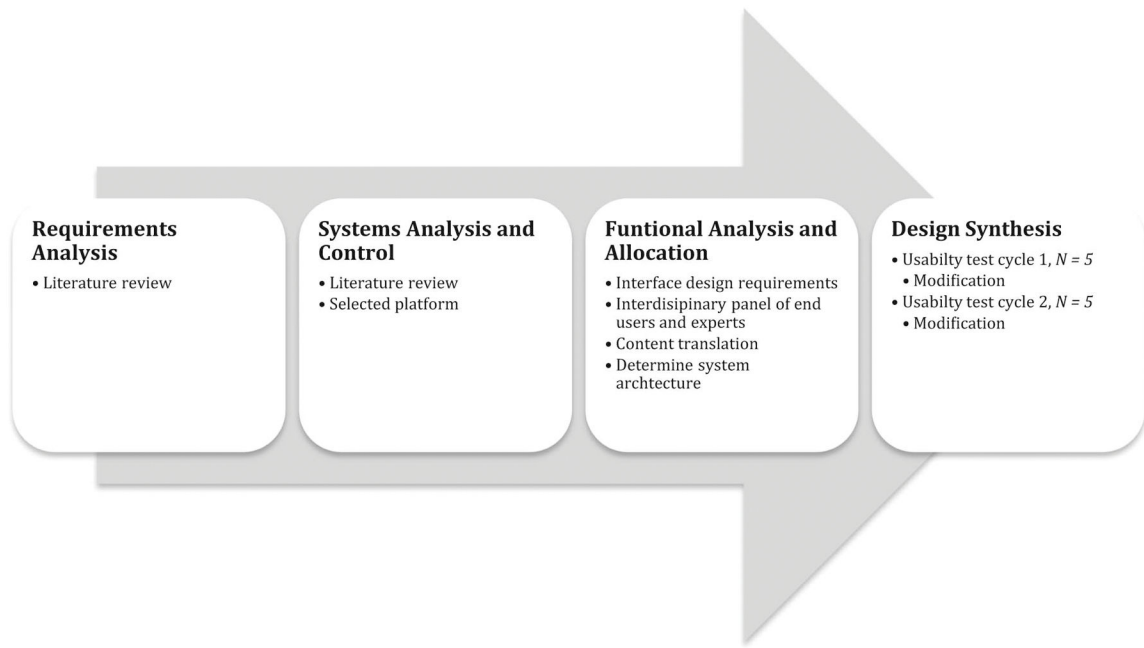 Requirements
Analysis
• Literature review
Systems Analysis and
Control
• Literature review
• Selected platform
Funtional Analysis and
Allocation
• Interface design requirements
• Interdisipinary panel of end
users and experts
• Content translation
• Determine system
archtecture
Design Synthesis
• Usabilty test cycle 1, N = 5
• Modification
• Usabilty test cycle 2, N = 5
• Modification